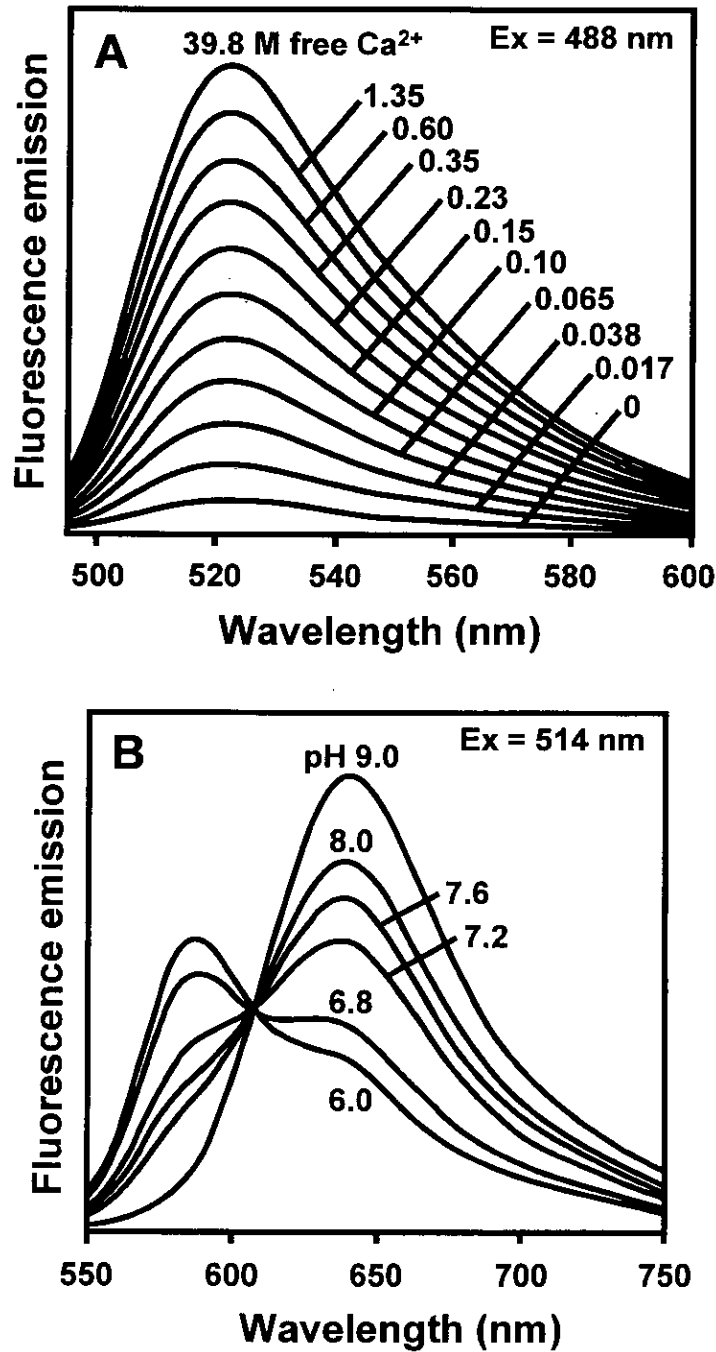 A
39.8 M free Ca²⁺
Ex = 488 nm
1.35
0.60
0.35
0.23
0.15
0.10
0.065
0.038
0.017
0
Fluorescence emission
500 520 540 560 580 600
Wavelength (nm)
B
Ex = 514 nm
pH 9.0
8.0
7.6
7.2
6.8
6.0
Fluorescence emission
550 600 650 700 750
Wavelength (nm)